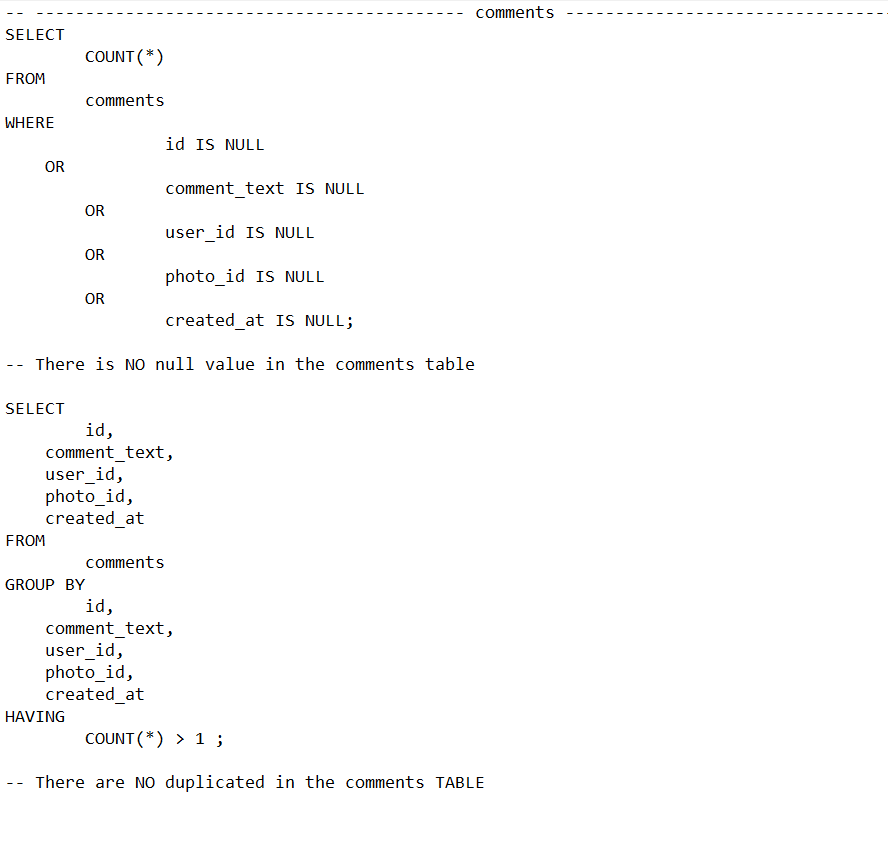 -- ------------------------------------------- comments --------------------------------
SELECT
COUNT(*)
FROM
comments
WHERE
id IS NULL
OR
comment_text IS NULL
OR
user_id IS NULL
OR
photo_id IS NULL
OR
created_at IS NULL;
-- There is NO null value in the comments table
SELECT
id,
comment_text,
user_id,
photo_id,
created_at
FROM
comments
GROUP BY
id,
comment_text,
user_id,
photo_id,
created_at
HAVING
COUNT(*) > 1 ;
-- There are NO duplicated in the comments TABLE